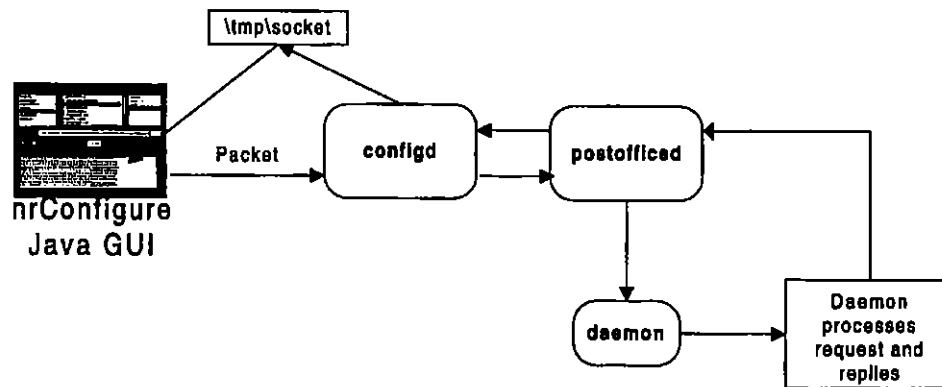 \tmp\socket
Packet
configd
postofficed
nrConfigure
Java GUI
daemon
Daemon
processes
request and
replies